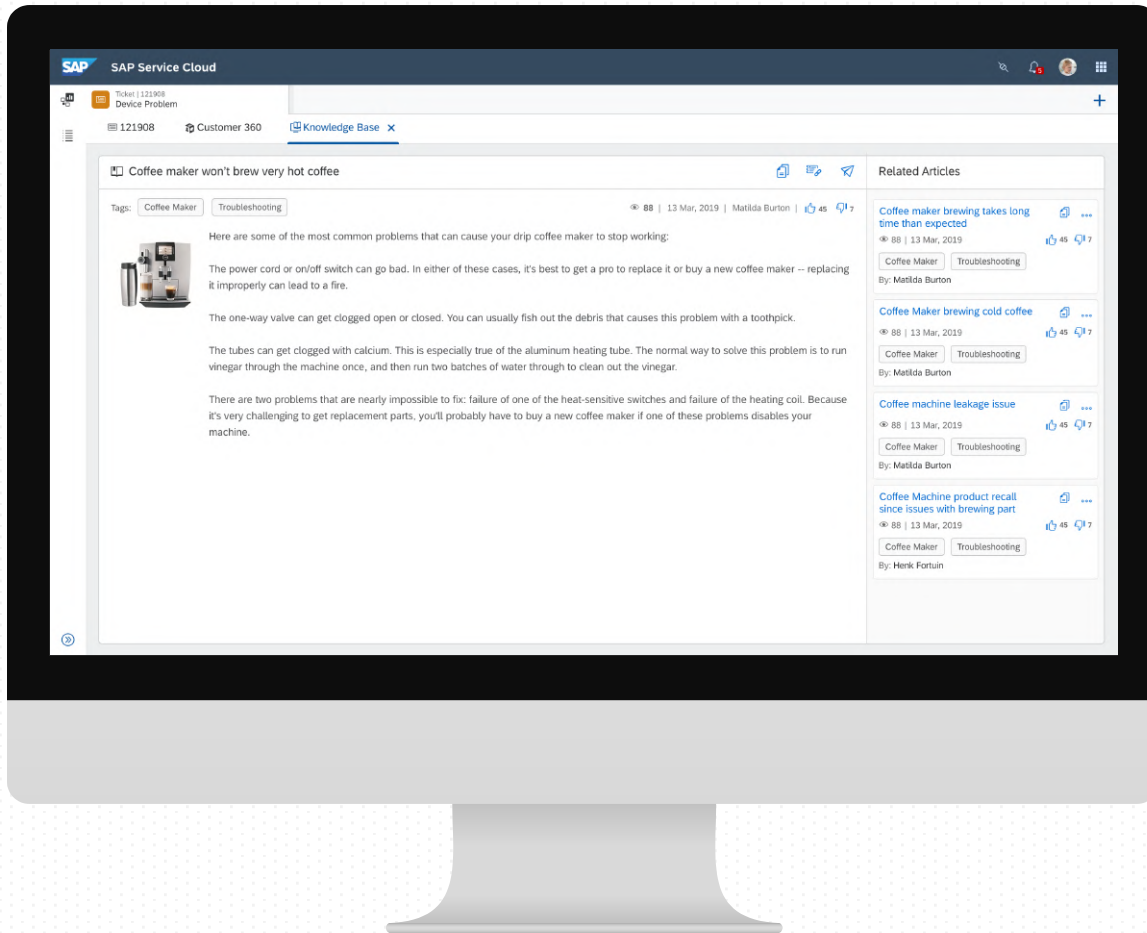 SAP SAP Service Cloud
5
Ticket | 121908
Device Problem
121908 Customer 360 Knowledge Base
Coffee maker won't brew very hot coffee
Tags: Coffee Maker Troubleshooting 88 | 13 Mar, 2019 | Matilda Burton | 45 7
Here are some of the most common problems that can cause your drip coffee maker to stop working:
The power cord or on/off switch can go bad. In either of these cases, it's best to get a pro to replace it or buy a new coffee maker -- replacing
it improperly can lead to a fire.
The one-way valve can get clogged open or closed. You can usually fish out the debris that causes this problem with a toothpick.
The tubes can get clogged with calcium. This is especially true of the aluminum heating tube. The normal way to solve this problem is to run
vinegar through the machine once, and then run two batches of water through to clean out the vinegar.
There are two problems that are nearly impossible to fix: failure of one of the heat-sensitive switches and failure of the heating coil. Because
it's very challenging to get replacement parts, you'll probably have to buy a new coffee maker if one of these problems disables your
machine.
Related Articles
Coffee maker brewing takes long
time than expected
88 | 13 Mar, 2019 45 7
Coffee Maker Troubleshooting
By: Matilda Burton
Coffee Maker brewing cold coffee
88 | 13 Mar, 2019 45 7
Coffee Maker Troubleshooting
By: Matilda Burton
Coffee machine leakage issue
88 | 13 Mar, 2019 45 7
Coffee Maker Troubleshooting
By: Matilda Burton
Coffee Machine product recall
since issues with brewing part
88 | 13 Mar, 2019 45 7
Coffee Maker Troubleshooting
By: Henk Fortuin